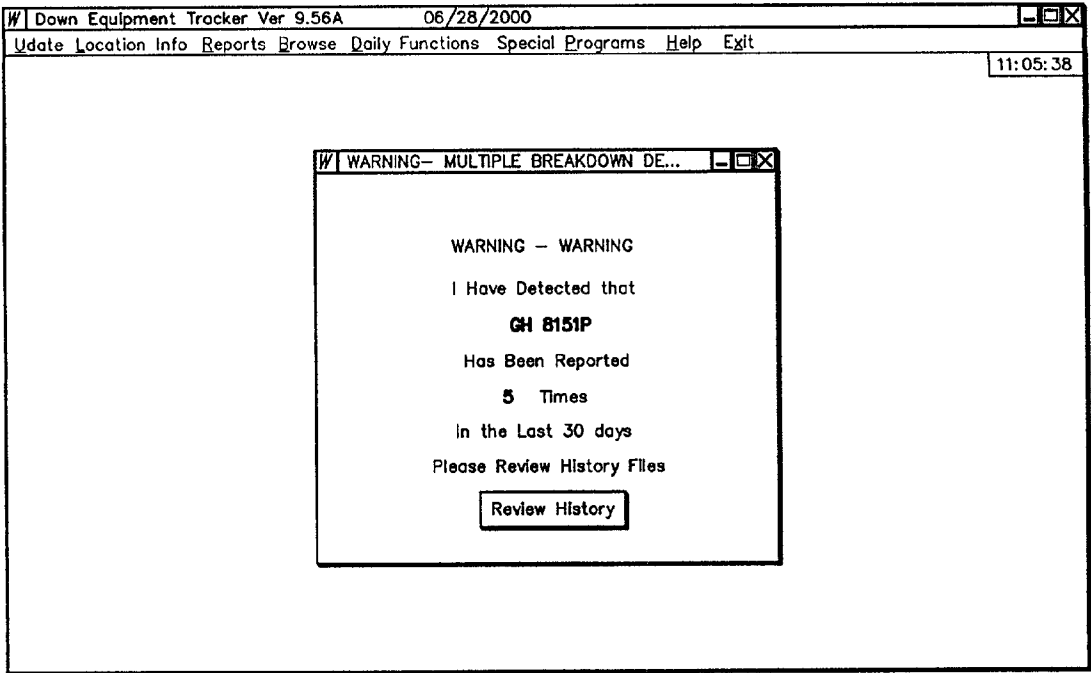 W Down Equipment Tracker Ver 9.56A 06/28/2000
Udate Location Info Reports Browse Daily Functions Special Programs Help Exit
11:05:38
W WARNING- MULTIPLE BREAKDOWN DE...
WARNING - WARNING
I Have Detected that
GH 8151P
Has Been Reported
5 Times
In the Last 30 days
Please Review History Files
Review History